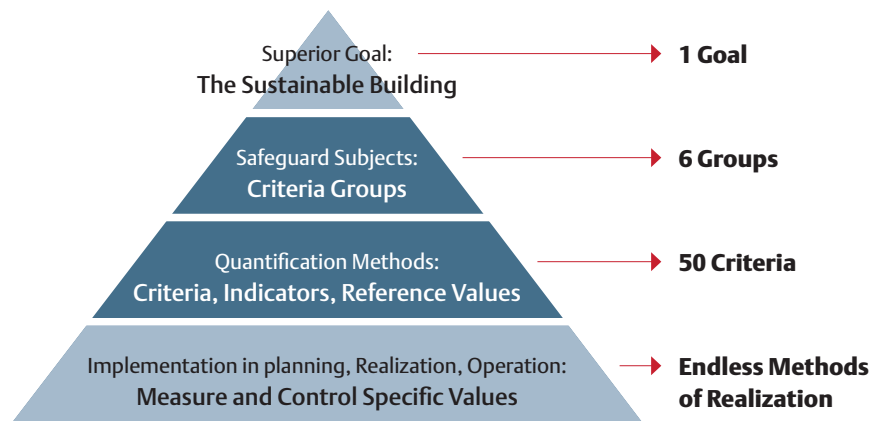 Superior Goal:
The Sustainable Building
1 Goal
Safeguard Subjects:
Criteria Groups
6 Groups
Quantification Methods:
Criteria, Indicators, Reference Values
50 Criteria
Implementation in planning, Realization, Operation:
Measure and Control Specific Values
Endless Methods
of Realization